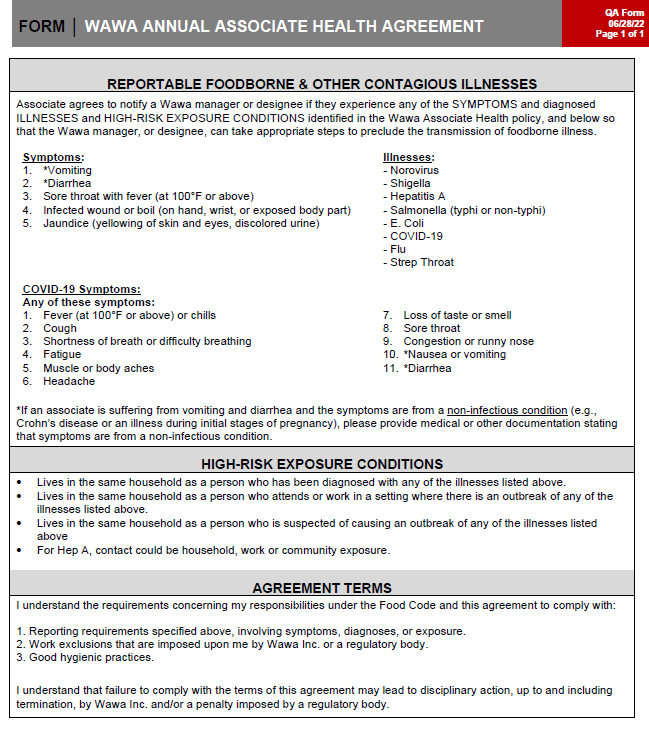 FORM | WAWA ANNUAL ASSOCIATE HEALTH AGREEMENT
QA Form
06/28/22
Page 1 of 1
REPORTABLE FOODBORNE & OTHER CONTAGIOUS ILLNESSES
Associate agrees to notify a Wawa manager or designee if they experience any of the SYMPTOMS and diagnosed
ILLNESSES and HIGH-RISK EXPOSURE CONDITIONS identified in the Wawa Associate Health policy, and below so
that the Wawa manager, or designee, can take appropriate steps to preclude the transmission of foodborne illness.
Symptoms:
1. *Vomiting
2. *Diarrhea
3. Sore throat with fever (at 100°F or above)
4. Infected wound or boil (on hand, wrist, or exposed body part)
5. Jaundice (yellowing of skin and eyes, discolored urine)
Illnesses:
- Norovirus
- Shigella
- Hepatitis A
- Salmonella (typhi or non-typhi)
- E. Coli
- COVID-19
- Flu
- Strep Throat
COVID-19 Symptoms:
Any of these symptoms:
1. Fever (at 100°F or above) or chills
2. Cough
3. Shortness of breath or difficulty breathing
4. Fatigue
5. Muscle or body aches
6. Headache
7. Loss of taste or smell
8. Sore throat
9. Congestion or runny nose
10. *Nausea or vomiting
11. *Diarrhea
*If an associate is suffering from vomiting and diarrhea and the symptoms are from a non-infectious condition (e.g.,
Crohn's disease or an illness during initial stages of pregnancy), please provide medical or other documentation stating
that symptoms are from a non-infectious condition.
HIGH-RISK EXPOSURE CONDITIONS
• Lives in the same household as a person who has been diagnosed with any of the illnesses listed above.
• Lives in the same household as a person who attends or work in a setting where there is an outbreak of any of the
illnesses listed above.
• Lives in the same household as a person who is suspected of causing an outbreak of any of the illnesses listed
above
• For Hep A, contact could be household, work or community exposure.
AGREEMENT TERMS
I understand the requirements concerning my responsibilities under the Food Code and this agreement to comply with:
1. Reporting requirements specified above, involving symptoms, diagnoses, or exposure.
2. Work exclusions that are imposed upon me by Wawa Inc. or a regulatory body.
3. Good hygienic practices.
I understand that failure to comply with the terms of this agreement may lead to disciplinary action, up to and including
termination, by Wawa Inc. and/or a penalty imposed by a regulatory body.